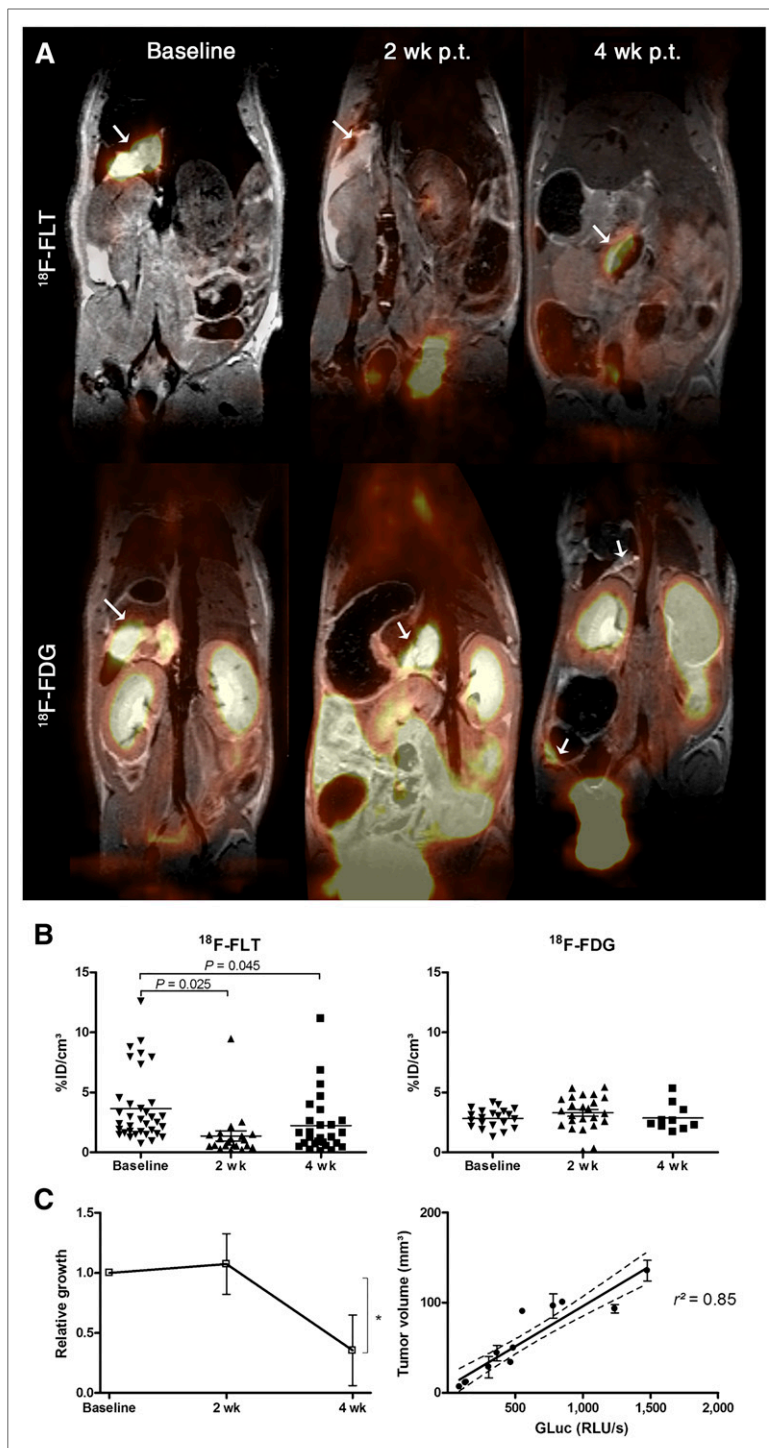 A
Baseline
2 wk p.t.
4 wk p.t.
¹⁸F-FLT
¹⁸F-FDG
B
¹⁸F-FLT
P = 0.045
P = 0.025
15
10
5
0
%ID/cm³
Baseline
2 wk
4 wk
¹⁸F-FDG
15
10
5
0
%ID/cm³
Baseline
2 wk
4 wk
C
1.5
1.0
0.5
0.0
Relative growth
*
Baseline
2 wk
4 wk
200
100
0
Tumor volume (mm³)
r² = 0.85
500
1,000
1,500
2,000
GLuc (RLU/s)